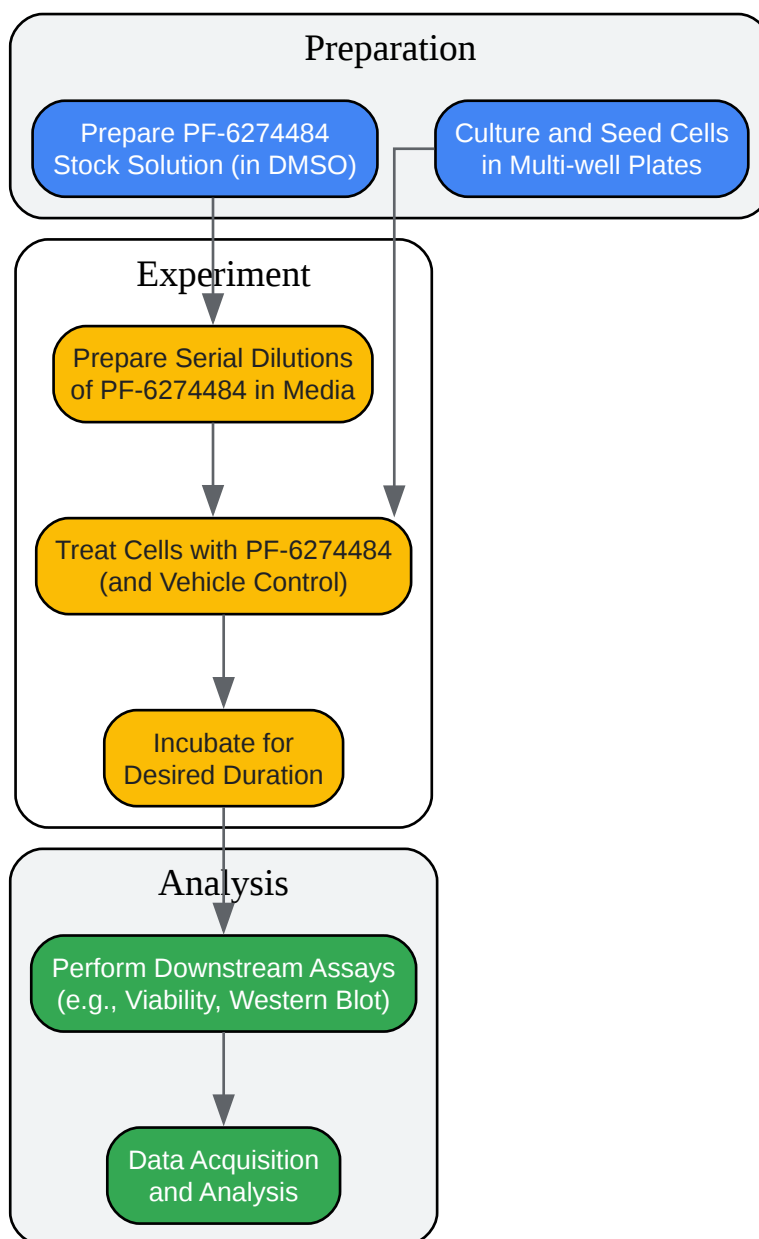 Preparation
Prepare PF-6274484
Stock Solution (in DMSO)
Culture and Seed Cells
in Multi-well Plates
Experiment
Prepare Serial Dilutions
of PF-6274484 in Media
Treat Cells with PF-6274484
(and Vehicle Control)
Incubate for
Desired Duration
Analysis
Perform Downstream Assays
(e.g., Viability, Western Blot)
Data Acquisition
and Analysis